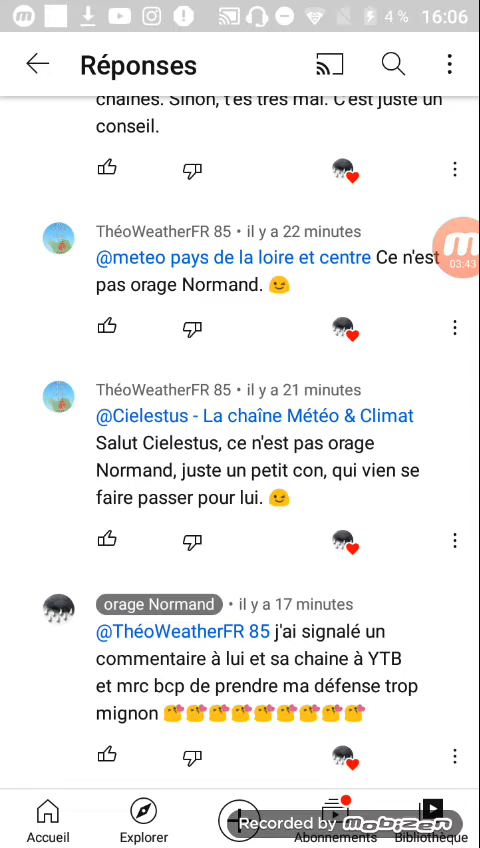 4 % 16:06
Réponses
chaînes. Sinon, t'es très mal. C'est juste un
conseil.
ThéoWeatherFR 85 • il y a 22 minutes
@meteo pays de la loire et centre Ce n'est
pas orage Normand. 😉
03:43
ThéoWeatherFR 85 • il y a 21 minutes
@Cielestus - La chaîne Météo & Climat
Salut Cielestus, ce n'est pas orage
Normand, juste un petit con, qui vien se
faire passer pour lui. 😉
orage Normand • il y a 17 minutes
@ThéoWeatherFR 85 j'ai signalé un
commentaire à lui et sa chaine à YTB
et mrc bcp de prendre ma défense trop
mignon 😘😘😘😘😘😘😘😘😘
Recorded by mobizen
Accueil Explorer Abonnements Bibliothèque